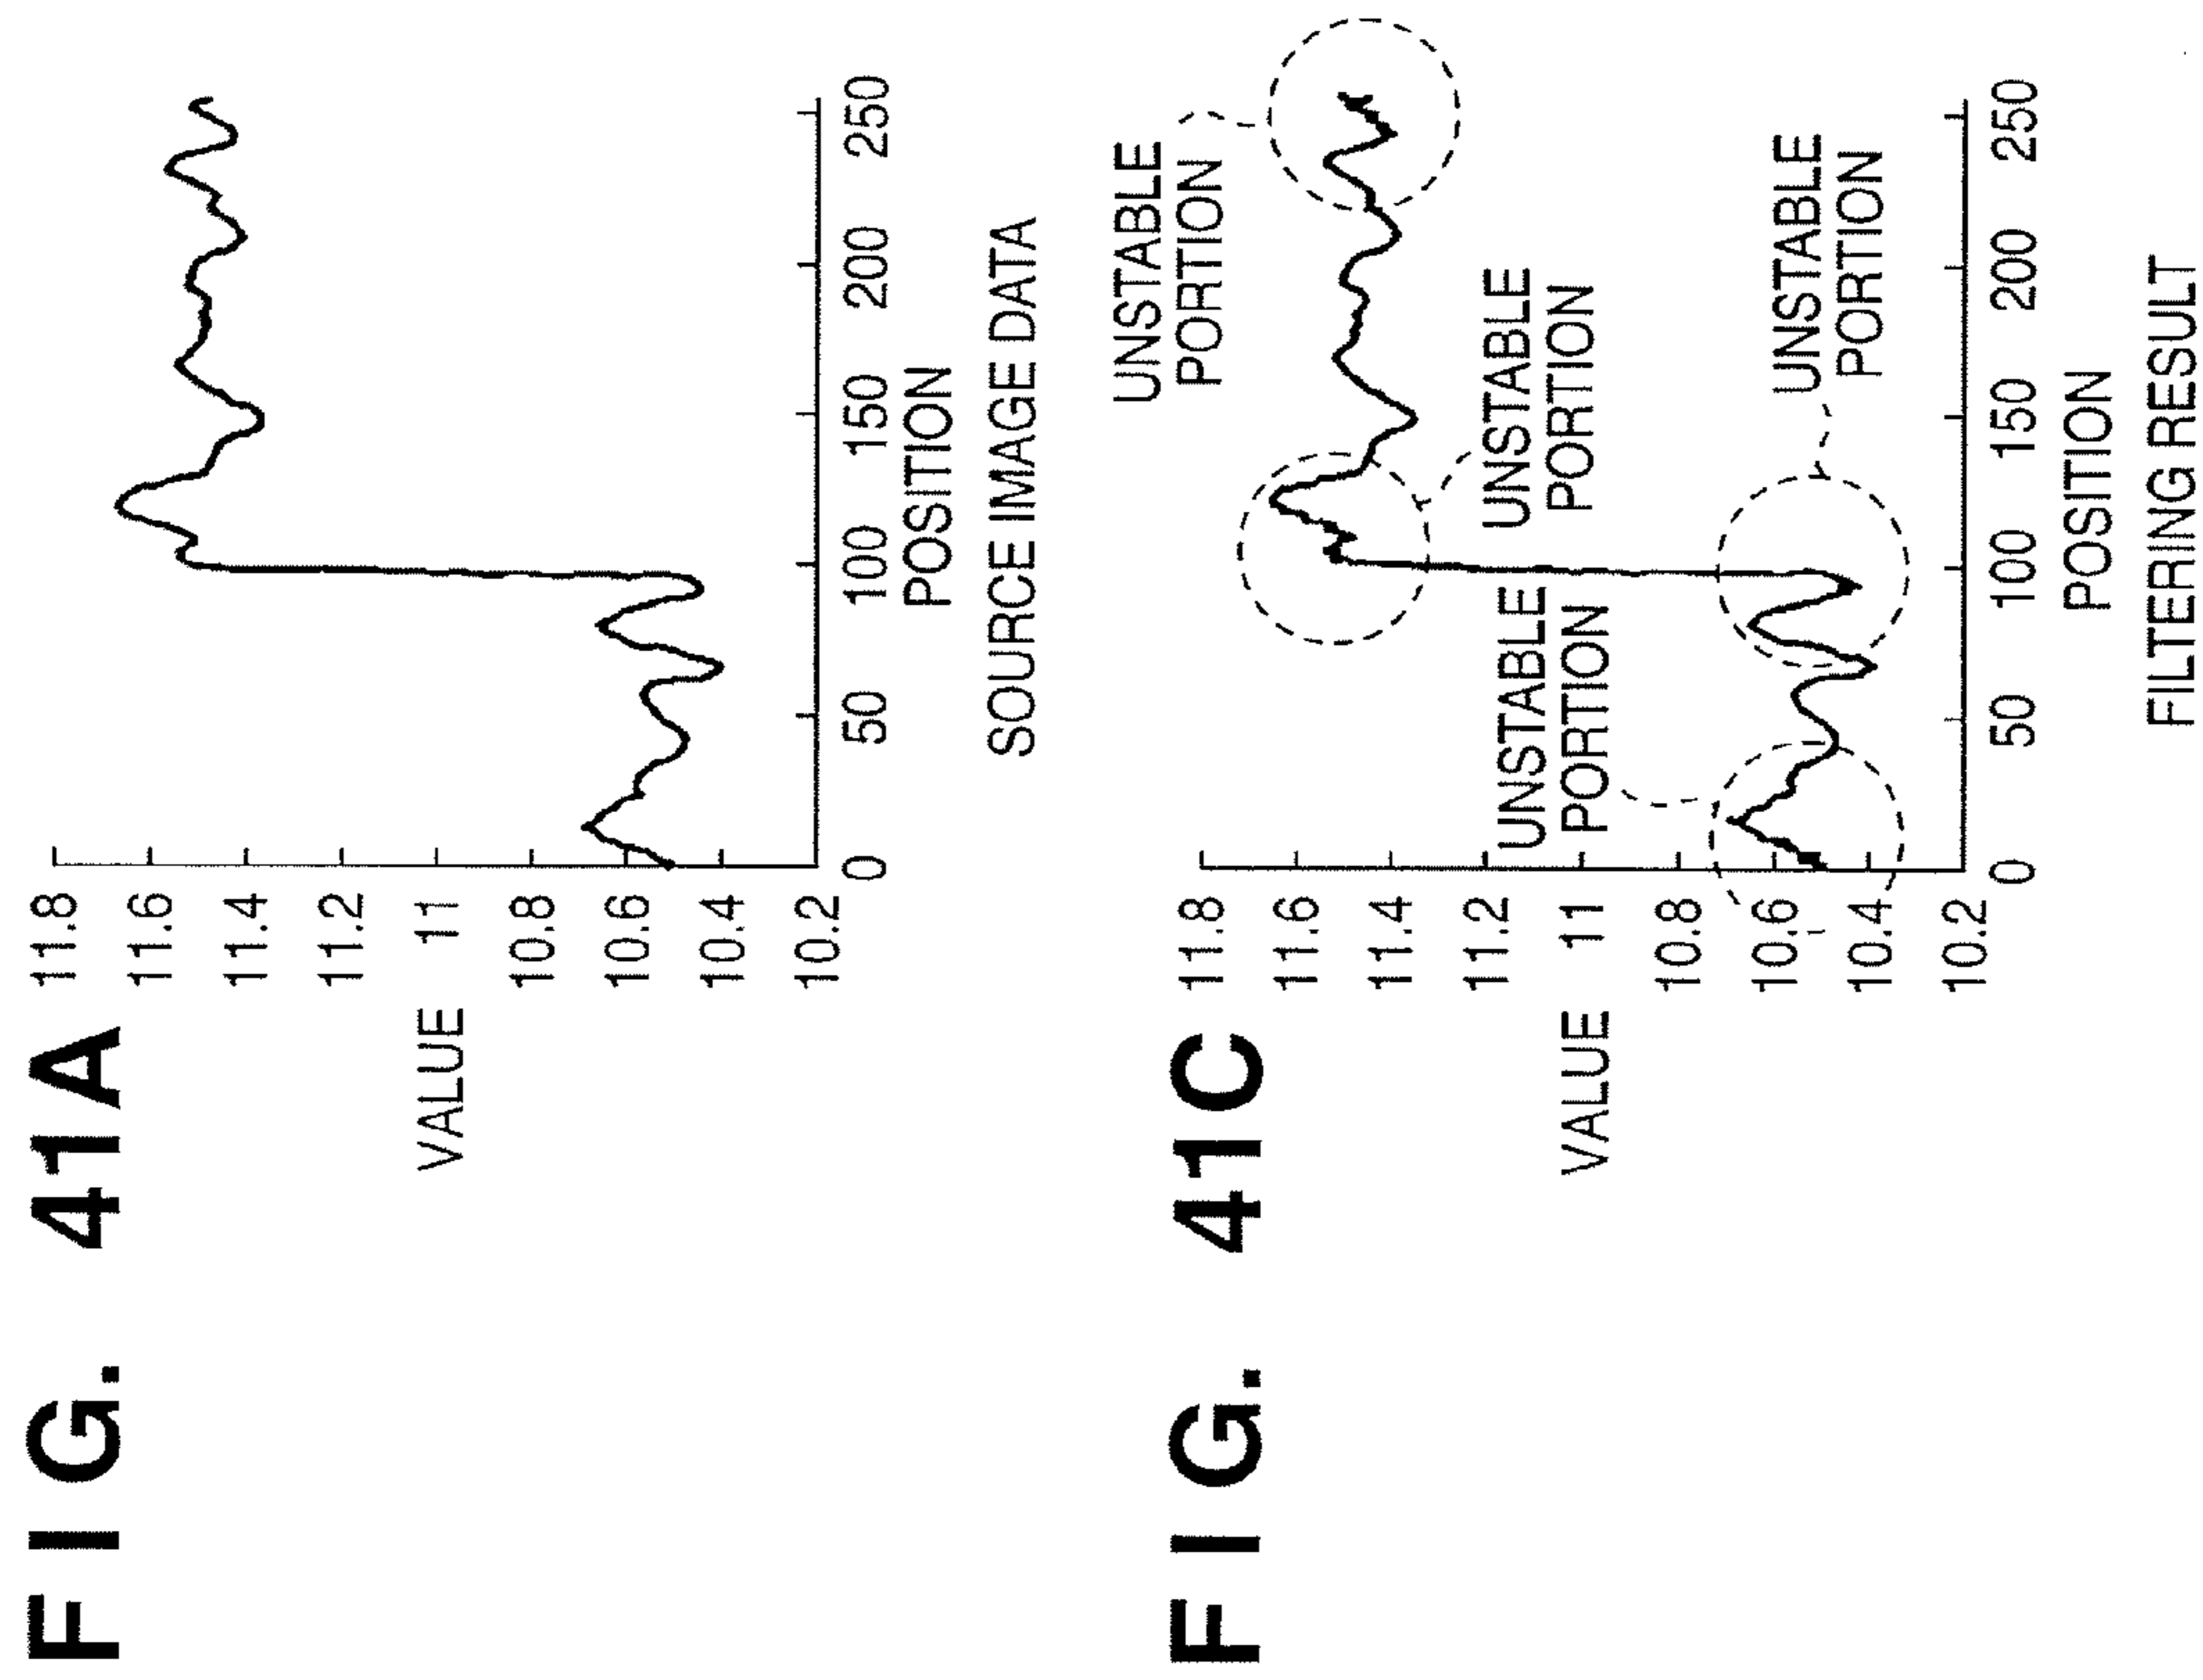 FIG. 41A
VALUE
11.8
11.6
11.4
11.2
11
10.8
10.6
10.4
10.2
0
50
100
150
200
250
POSITION
SOURCE IMAGE DATA
FIG. 41C
VALUE
11.8
11.6
11.4
11.2
11
10.8
10.6
10.4
10.2
0
50
100
150
200
250
UNSTABLE
PORTION
UNSTABLE
PORTION
UNSTABLE
PORTION
UNSTABLE
PORTION
POSITION
FILTERING RESULT